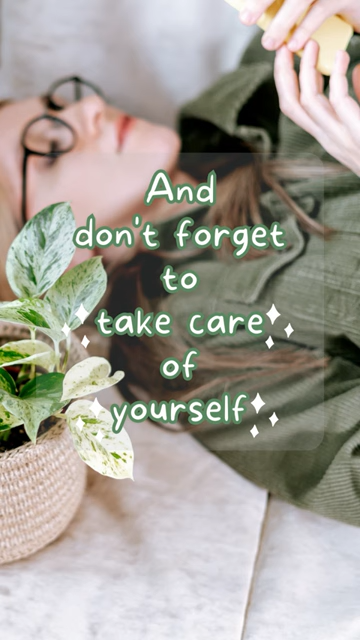 And
don't forget
to
take care
of
yourself